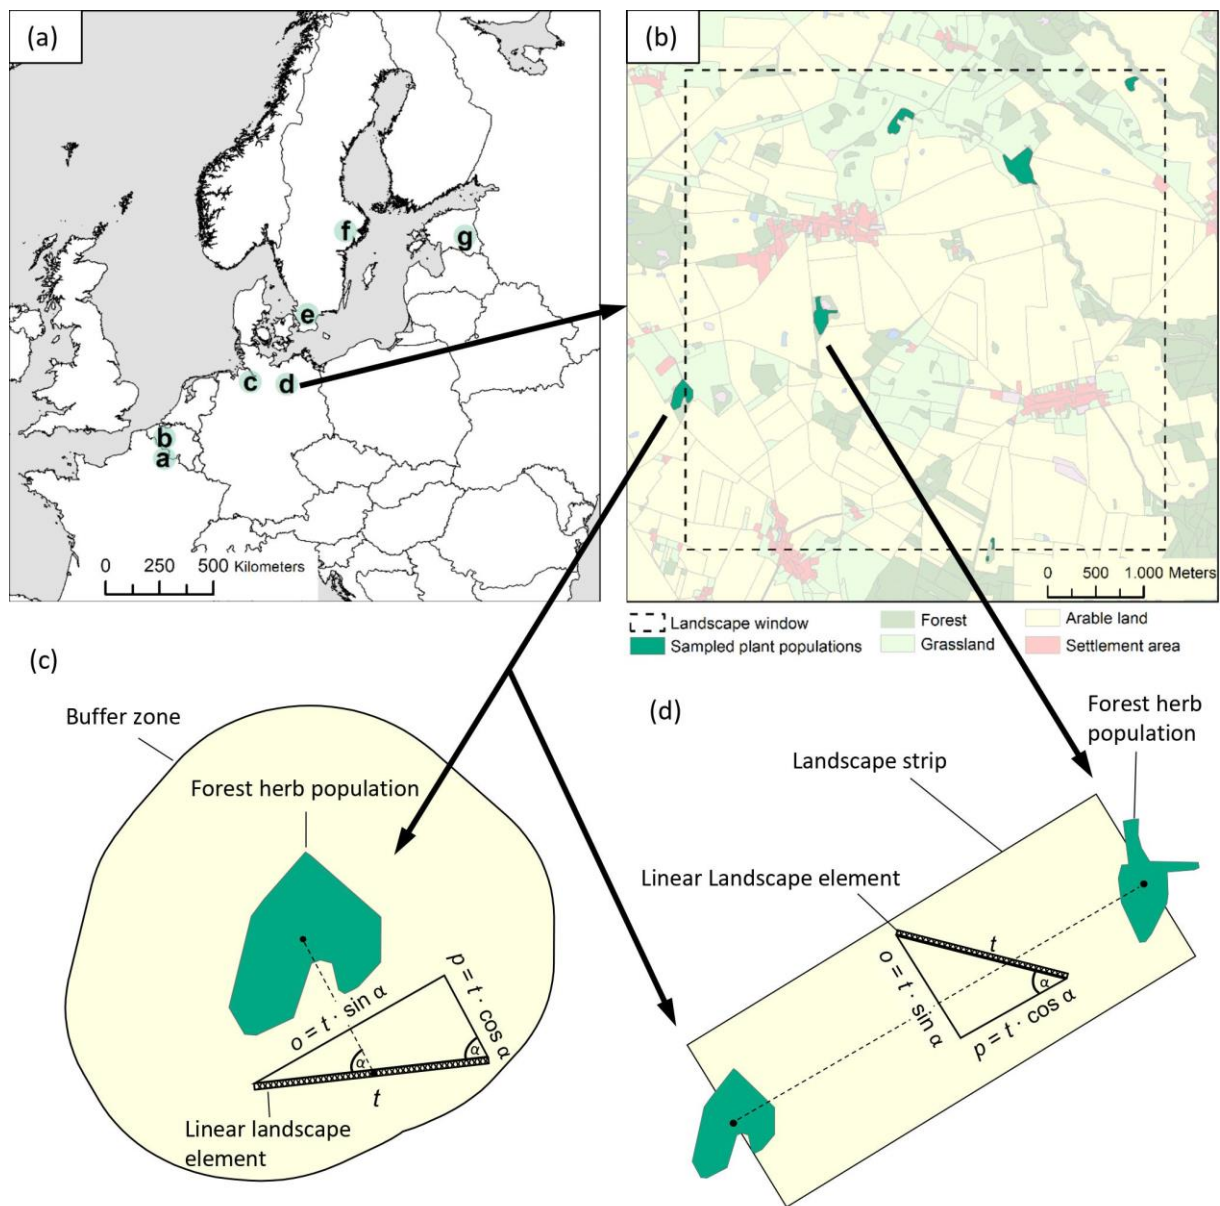 (a)
f
g
e
c
d
b
a
0 250 500 Kilometers
(b)
0 500 1.000 Meters
Landscape window
Sampled plant populations
Forest
Grassland
Arable land
Settlement area
(c)
Buffer zone
Forest herb population
o = t · sin α
p = t · cos α
α
α
t
Linear landscape
element
(d)
Forest herb
population
Landscape strip
Linear Landscape element
t
α
o = t · sin α
p = t · cos α